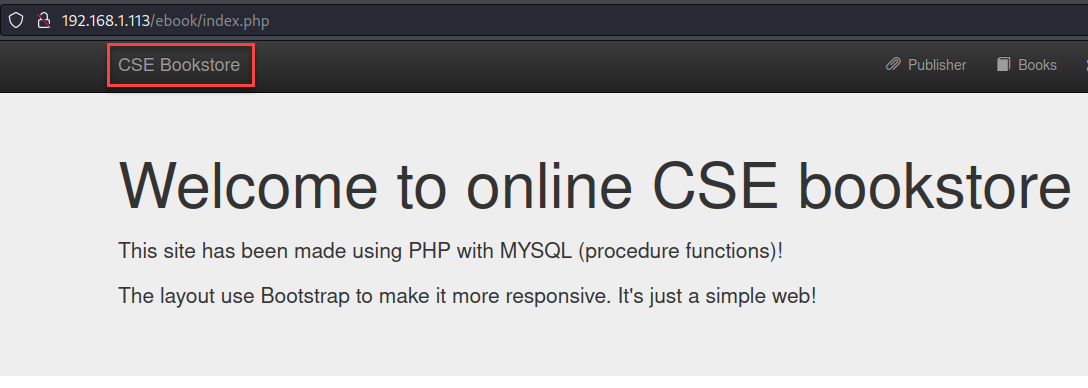 192.168.1.113/ebook/index.php
CSE Bookstore Publisher Books
Welcome to online CSE bookstore
This site has been made using PHP with MYSQL (procedure functions)!
The layout use Bootstrap to make it more responsive. It's just a simple web!